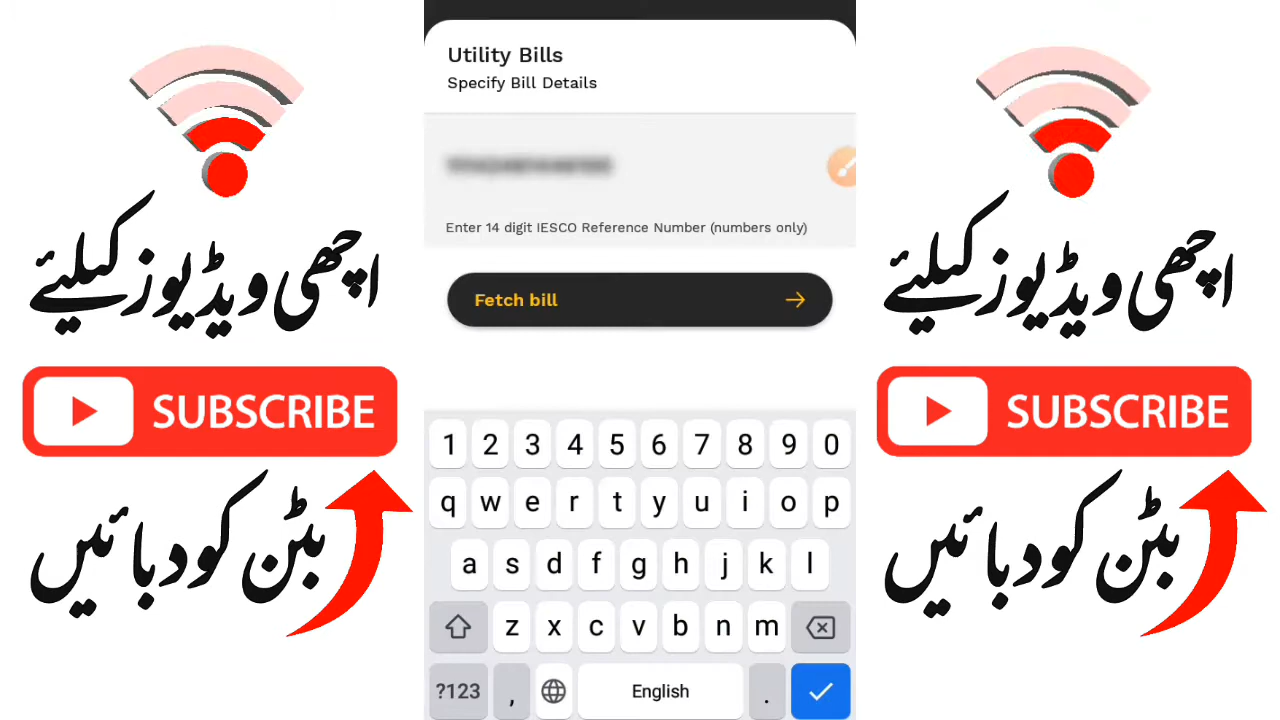 اچھی ویڈیوز کیلئے
SUBSCRIBE
بٹن کو دبائیں
Utility Bills
Specify Bill Details
Enter 14 digit IESCO Reference Number (numbers only)
Fetch bill
1 2 3 4 5 6 7 8 9 0
q w e r t y u i o p
a s d f g h j k l
z x c v b n m
?123 , English .
اچھی ویڈیوز کیلئے
SUBSCRIBE
بٹن کو دبائیں